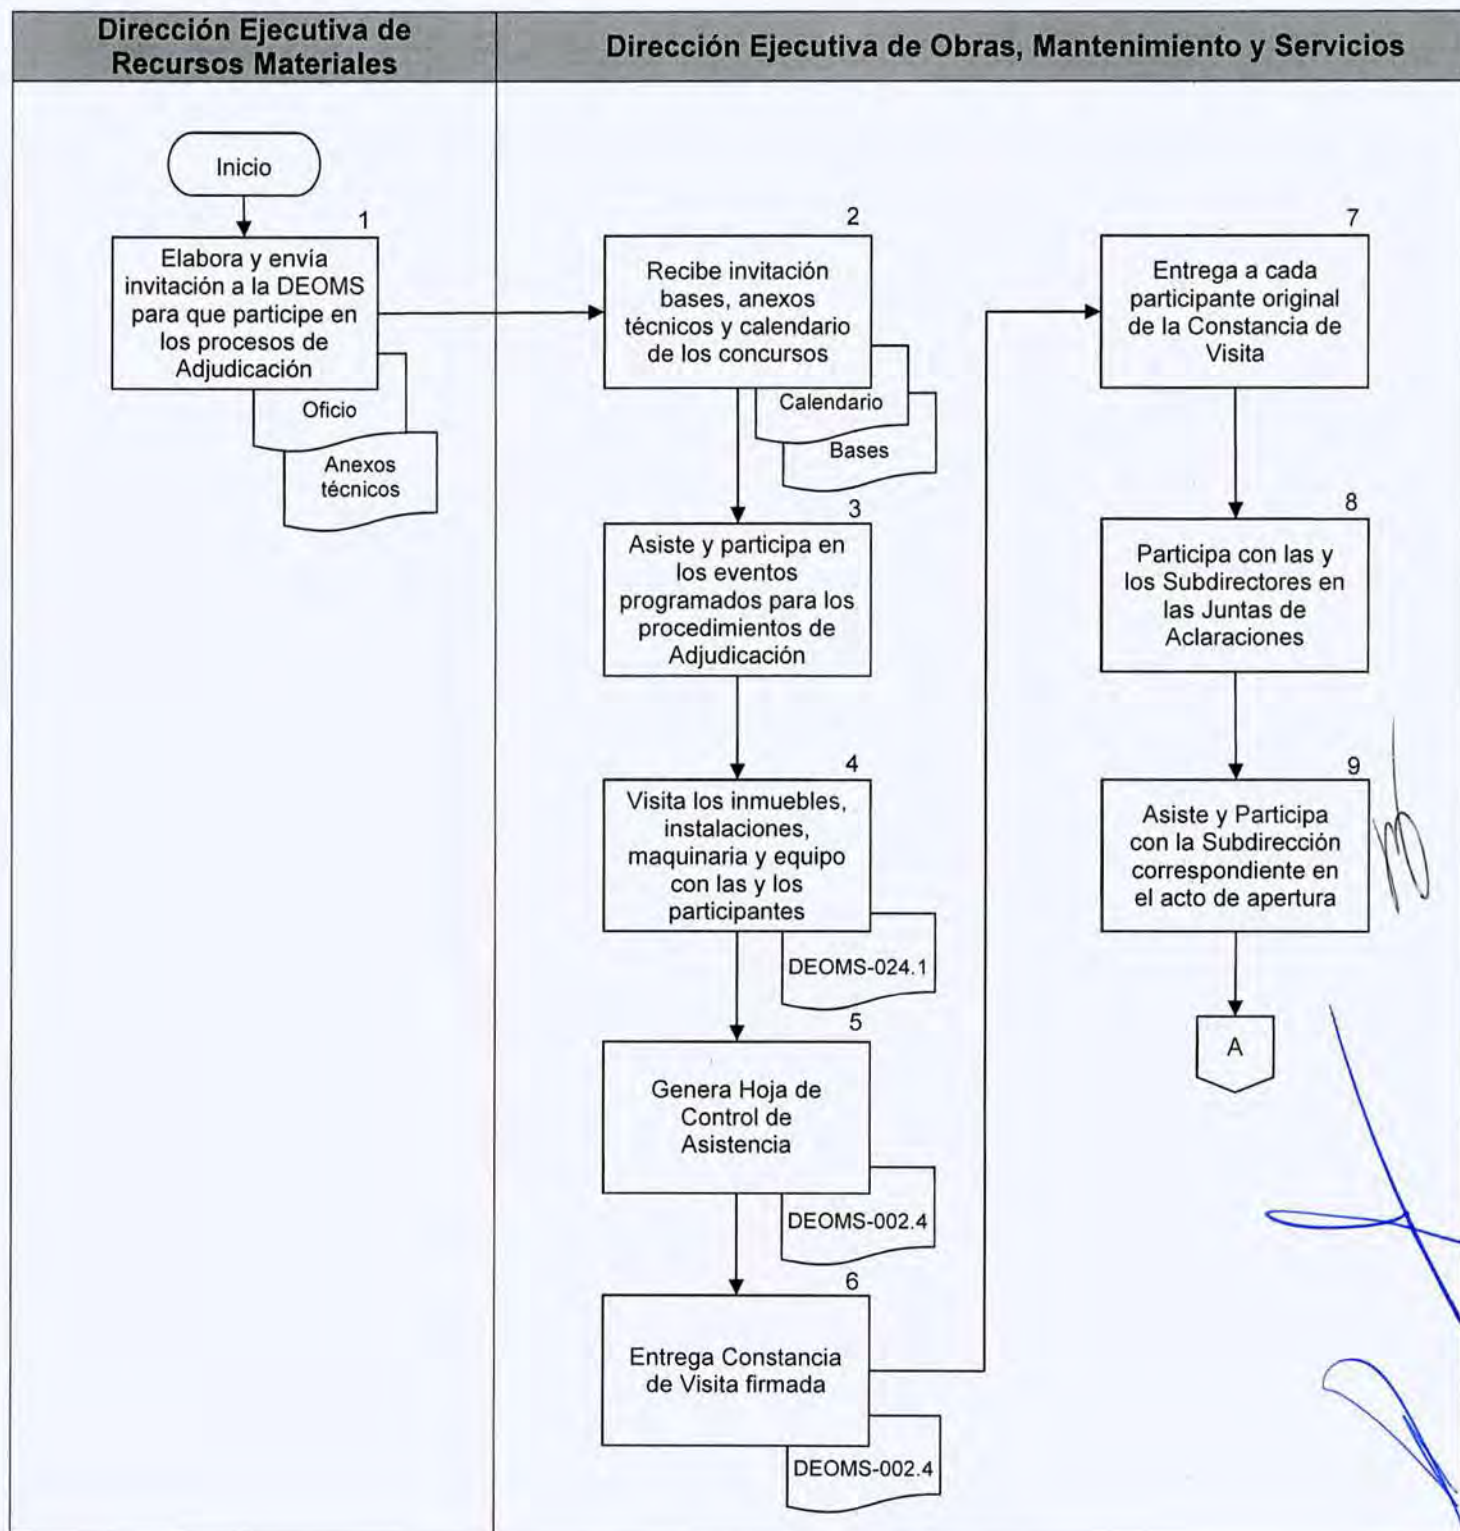 Dirección Ejecutiva de
Recursos Materiales
Dirección Ejecutiva de Obras, Mantenimiento y Servicios
Inicio
1
Elabora y envía
invitación a la DEOMS
para que participe en
los procesos de
Adjudicación
Oficio
Anexos
técnicos
2
Recibe invitación
bases, anexos
técnicos y calendario
de los concursos
Calendario
Bases
3
Asiste y participa en
los eventos
programados para los
procedimientos de
Adjudicación
4
Visita los inmuebles,
instalaciones,
maquinaria y equipo
con las y los
participantes
DEOMS-024.1
5
Genera Hoja de
Control de
Asistencia
DEOMS-002.4
6
Entrega Constancia
de Visita firmada
DEOMS-002.4
7
Entrega a cada
participante original
de la Constancia de
Visita
8
Participa con las y
los Subdirectores en
las Juntas de
Aclaraciones
9
Asiste y Participa
con la Subdirección
correspondiente en
el acto de apertura
A